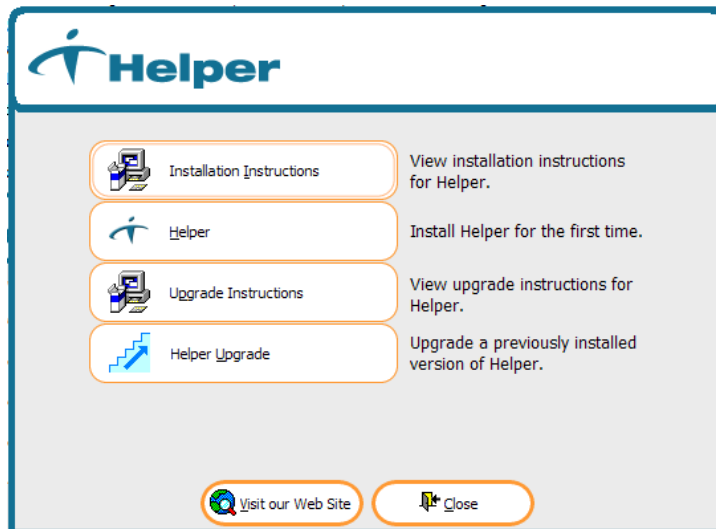 Helper
Installation Instructions
View installation instructions
for Helper.
Helper
Install Helper for the first time.
Upgrade Instructions
View upgrade instructions for
Helper.
Helper Upgrade
Upgrade a previously installed
version of Helper.
Visit our Web Site
Close